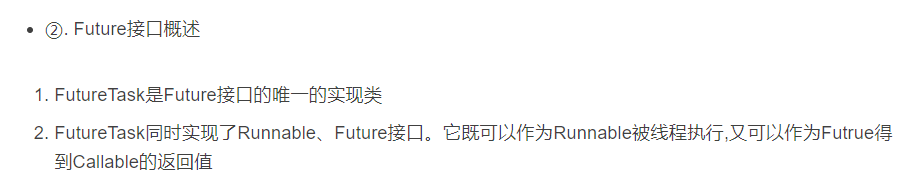 ②. Future接口概述
1. FutureTask是Future接口的唯一的实现类
2. FutureTask同时实现了Runnable、Future接口。它既可以作为Runnable被线程执行,又可以作为Futrue得
到Callable的返回值